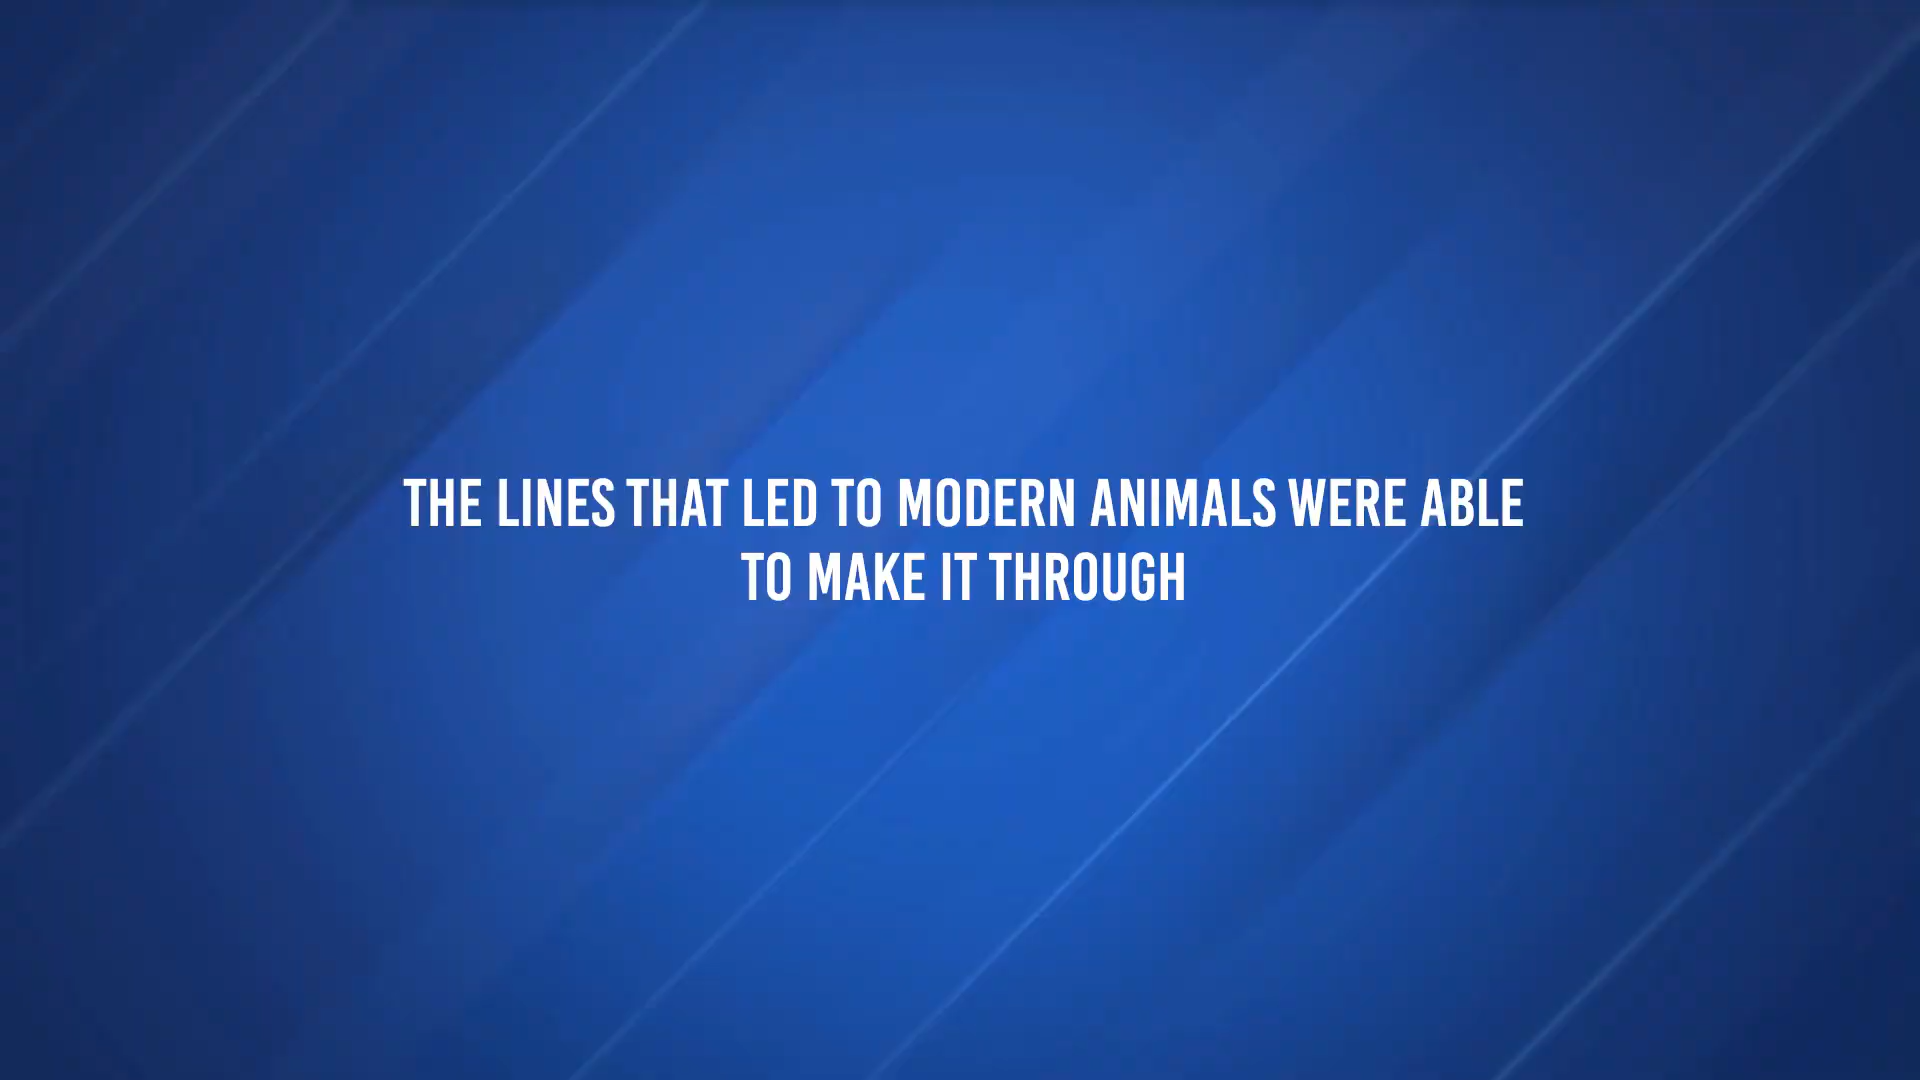 THE LINES THAT LED TO MODERN ANIMALS WERE ABLE
TO MAKE IT THROUGH